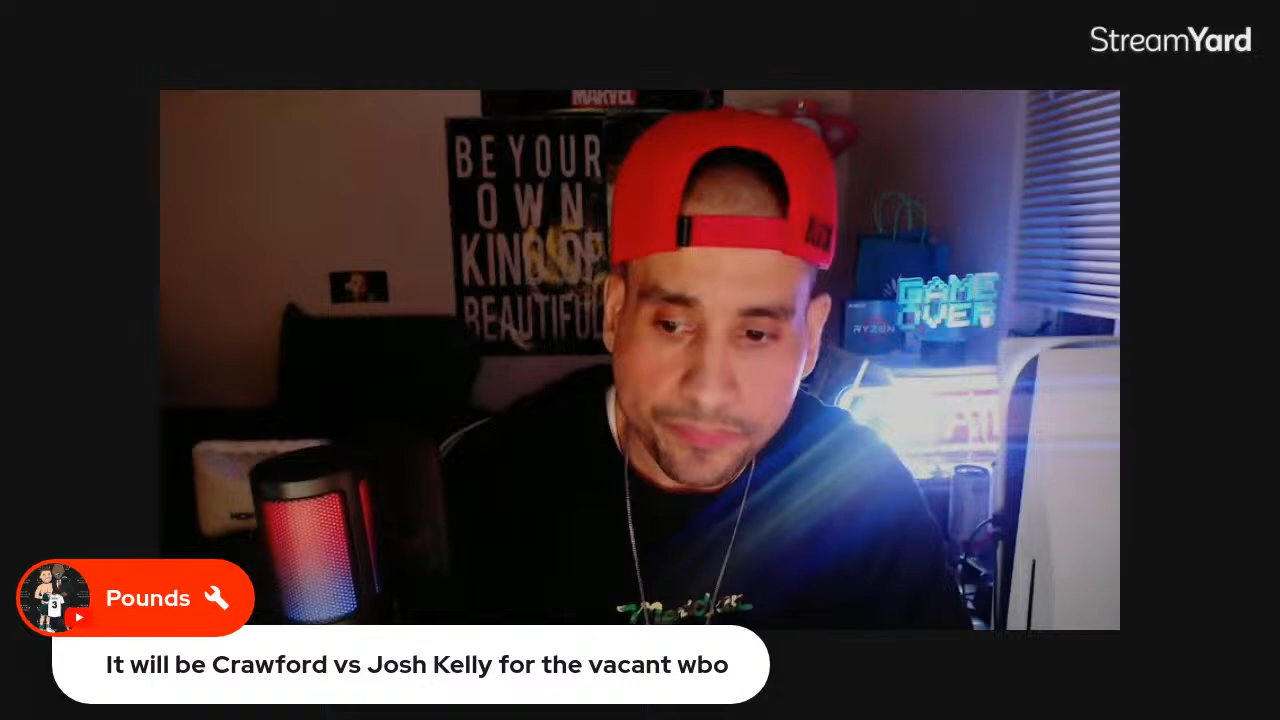 StreamYard
MARVEL
BE YOUR
OWN
KIND OF
BEAUTIFUL
GAME
OVER
RYZEN
Pounds
It will be Crawford vs Josh Kelly for the vacant wbo